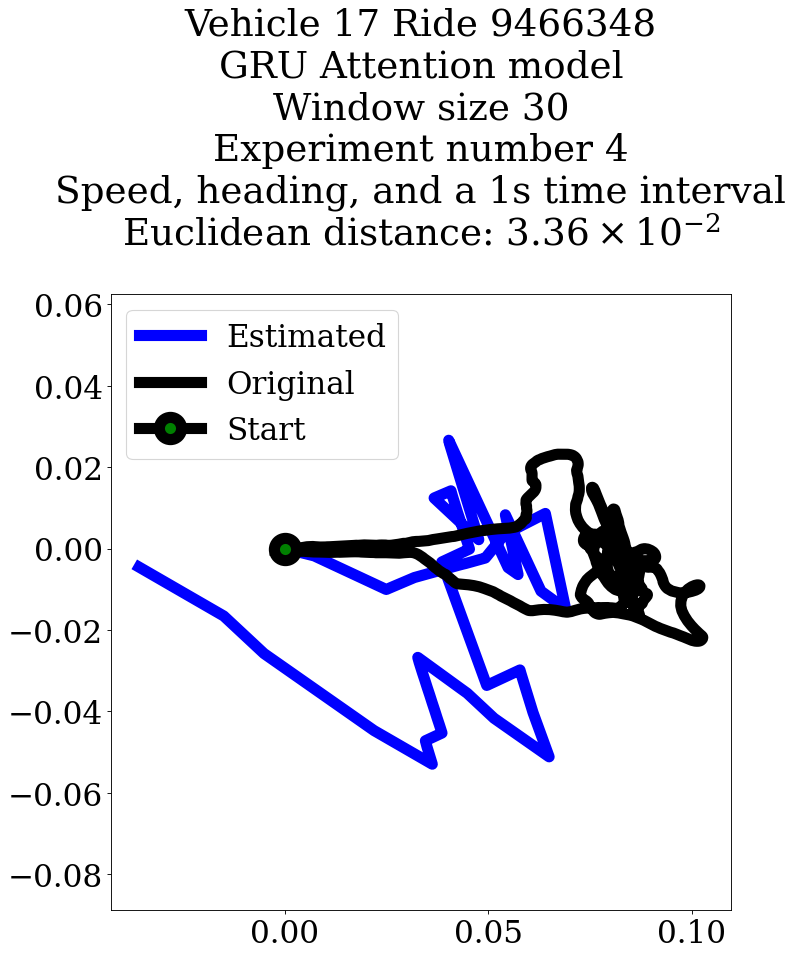 Vehicle 17 Ride 9466348
GRU Attention model
Window size 30
Experiment number 4
Speed, heading, and a 1s time interval
Euclidean distance: 3.36 × 10⁻²
0.06
0.04
0.02
0.00
−0.02
−0.04
−0.06
−0.08
Estimated
Original
Start
0.00 0.05 0.10